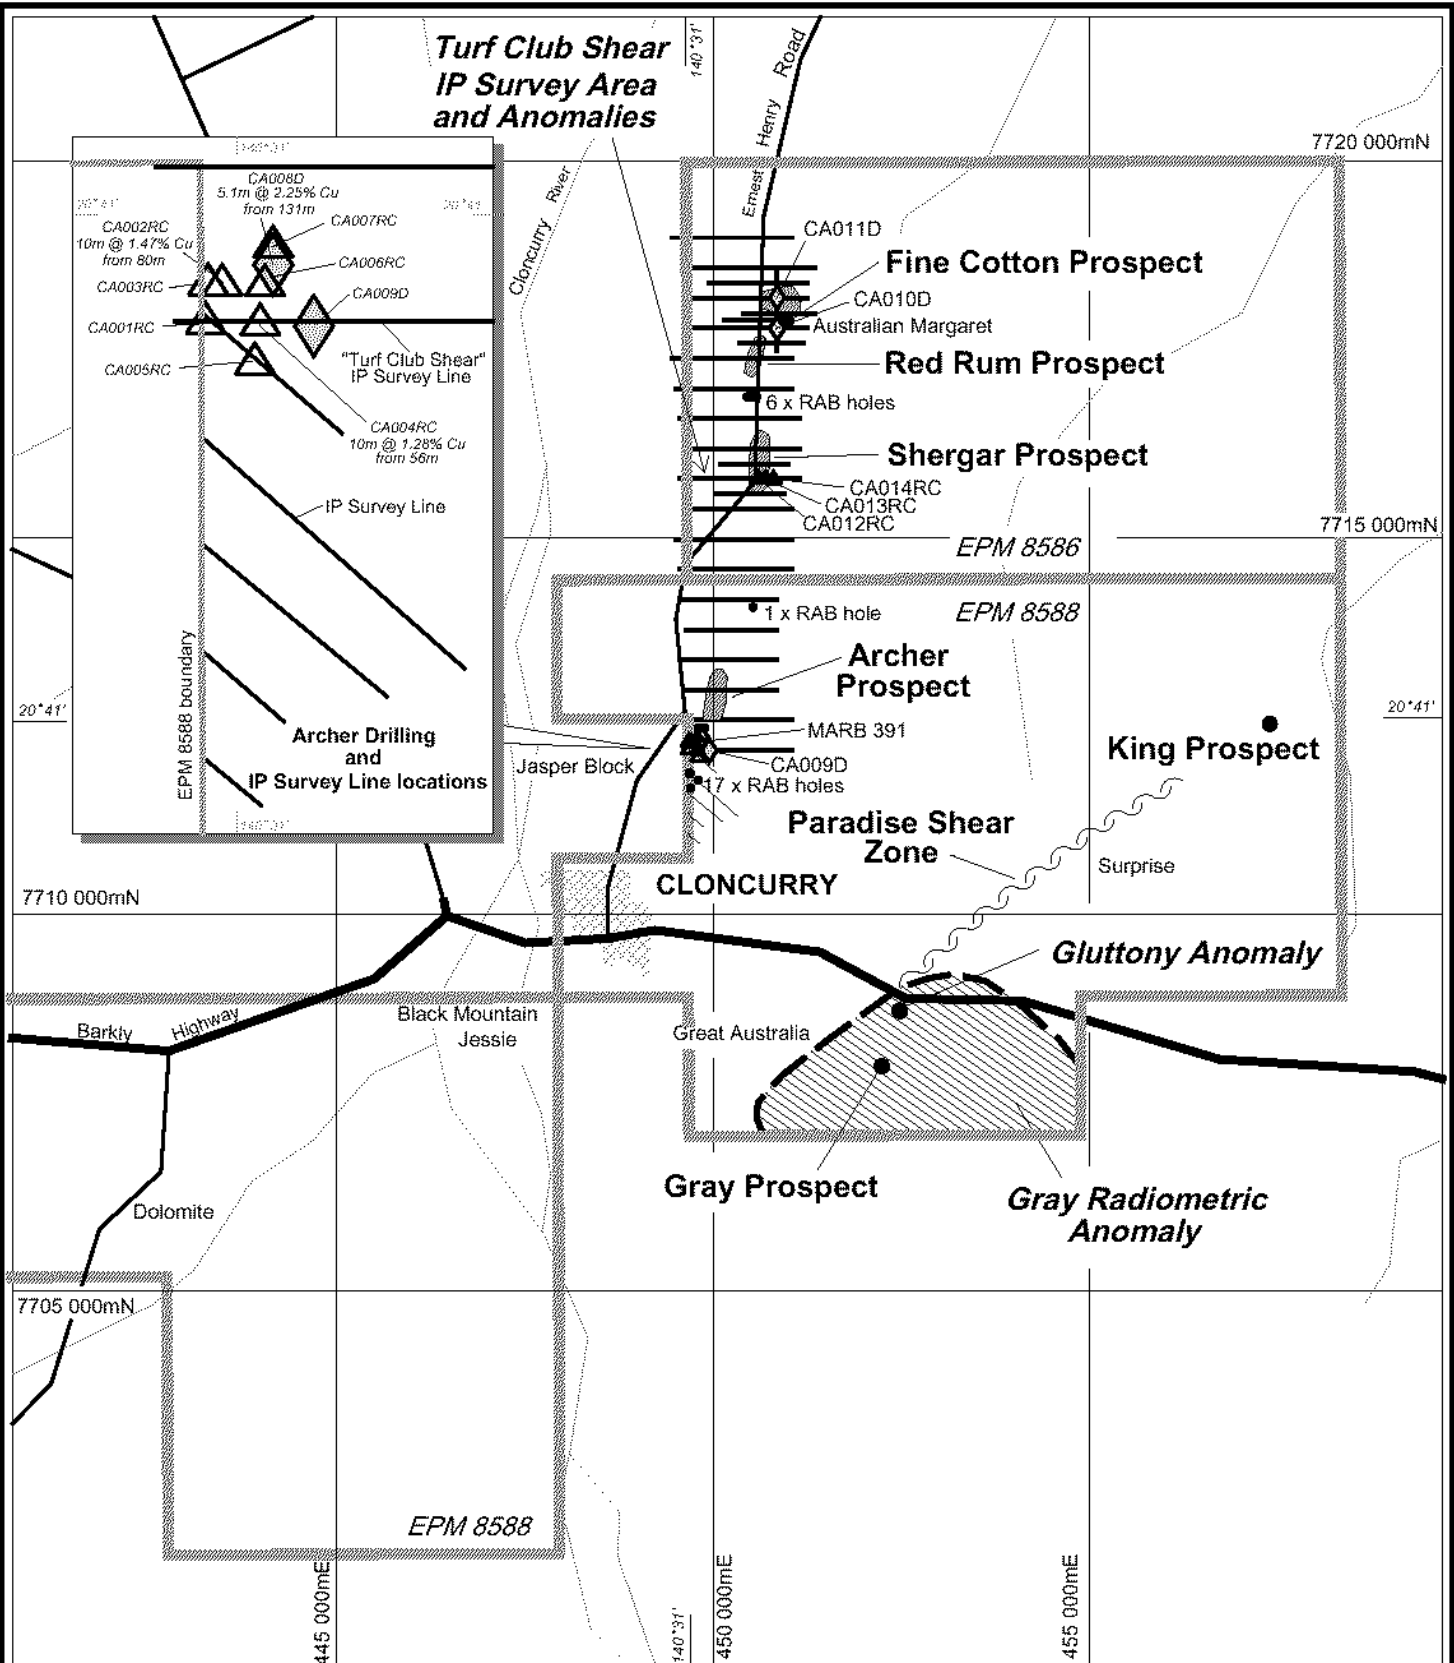 Turf Club Shear
IP Survey Area
and Anomalies
140°31'
Ernest Henry Road
7720 000mN
Cloncurry River
20°41'
20°41'
CA008D
5.1m @ 2.25% Cu
from 131m
CA007RC
CA002RC
10m @ 1.47% Cu
from 80m
CA006RC
CA003RC
CA009D
CA001RC
"Turf Club Shear"
IP Survey Line
CA005RC
CA004RC
10m @ 1.28% Cu
from 56m
IP Survey Line
EPM 8588 boundary
Archer Drilling
and
IP Survey Line locations
CA011D
Fine Cotton Prospect
CA010D
Australian Margaret
Red Rum Prospect
6 x RAB holes
Shergar Prospect
CA014RC
CA013RC
CA012RC
7715 000mN
EPM 8586
EPM 8588
1 x RAB hole
Archer
Prospect
20°41'
20°41'
MARB 391
King Prospect
CA009D
Jasper Block
17 x RAB holes
Paradise Shear
Zone
Surprise
CLONCURRY
7710 000mN
Gluttony Anomaly
Black Mountain
Jessie
Great Australia
Barkly Highway
Gray Prospect
Gray Radiometric
Anomaly
Dolomite
7705 000mN
EPM 8588
445 000mE
140°31'
450 000mE
455 000mE